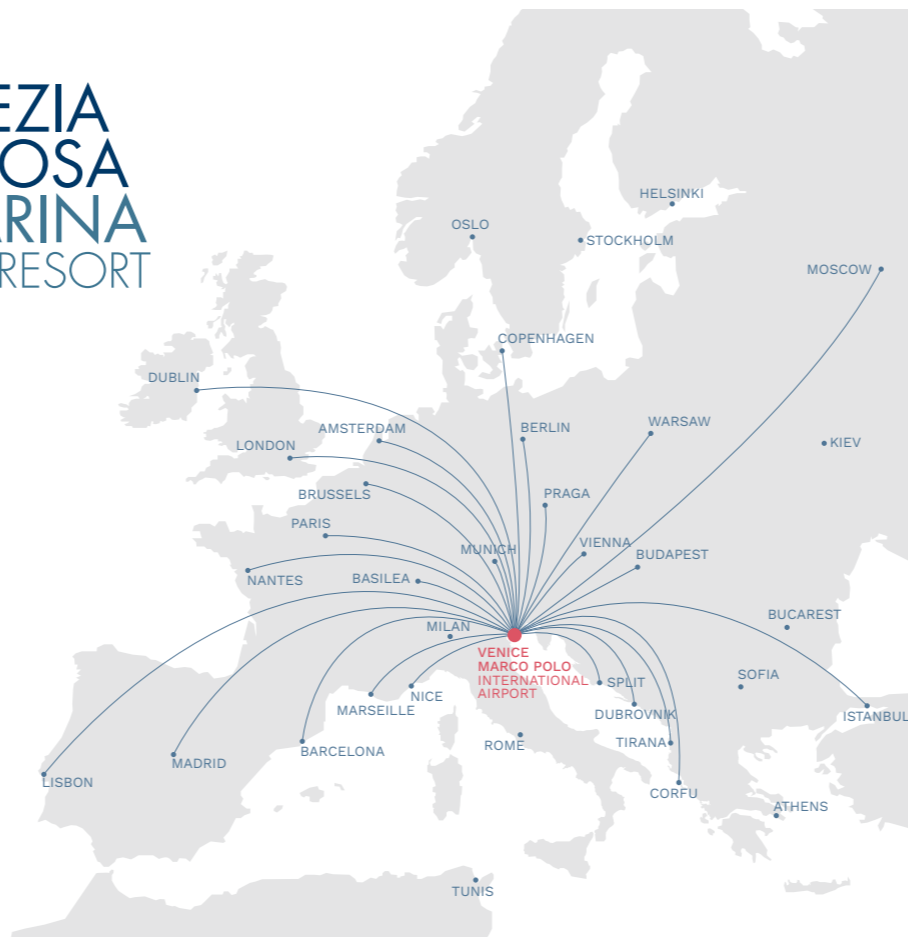 EZIA
OSA
RINA
RESORT
HELSINKI
OSLO
STOCKHOLM
MOSCOW
COPENHAGEN
DUBLIN
AMSTERDAM
BERLIN
WARSAW
LONDON
KIEV
BRUSSELS
PRAGA
PARIS
MUNICH
VIENNA
BUDAPEST
NANTES
BASILEA
MILAN
BUCAREST
VENICE
MARCO POLO
INTERNATIONAL
AIRPORT
SOFIA
SPLIT
NICE
MARSEILLE
DUBROVNIK
ISTANBUL
ROME
TIRANA
BARCELONA
MADRID
LISBON
CORFU
ATHENS
TUNIS